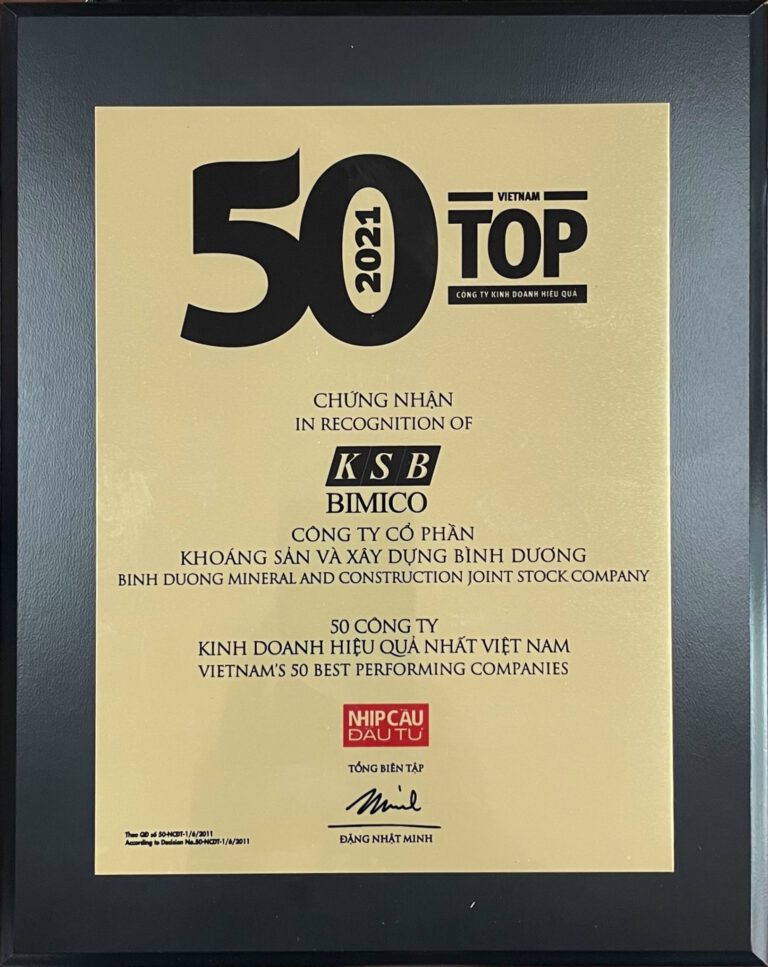 50
2021
VIETNAM
TOP
CÔNG TY KINH DOANH HIỆU QUẢ
CHỨNG NHẬN
IN RECOGNITION OF
KSB
BIMICO
CÔNG TY CỔ PHẦN
KHOÁNG SẢN VÀ XÂY DỰNG BÌNH DƯƠNG
BINH DUONG MINERAL AND CONSTRUCTION JOINT STOCK COMPANY
50 CÔNG TY
KINH DOANH HIỆU QUẢ NHẤT VIỆT NAM
VIETNAM'S 50 BEST PERFORMING COMPANIES
NHỊP CẦU
ĐẦU TƯ
TỔNG BIÊN TẬP
ĐẶNG NHẬT MINH
Theo QĐ số 50-NCĐT-1/6/2011
According to Decision No.50-NCĐT-1/6/2011